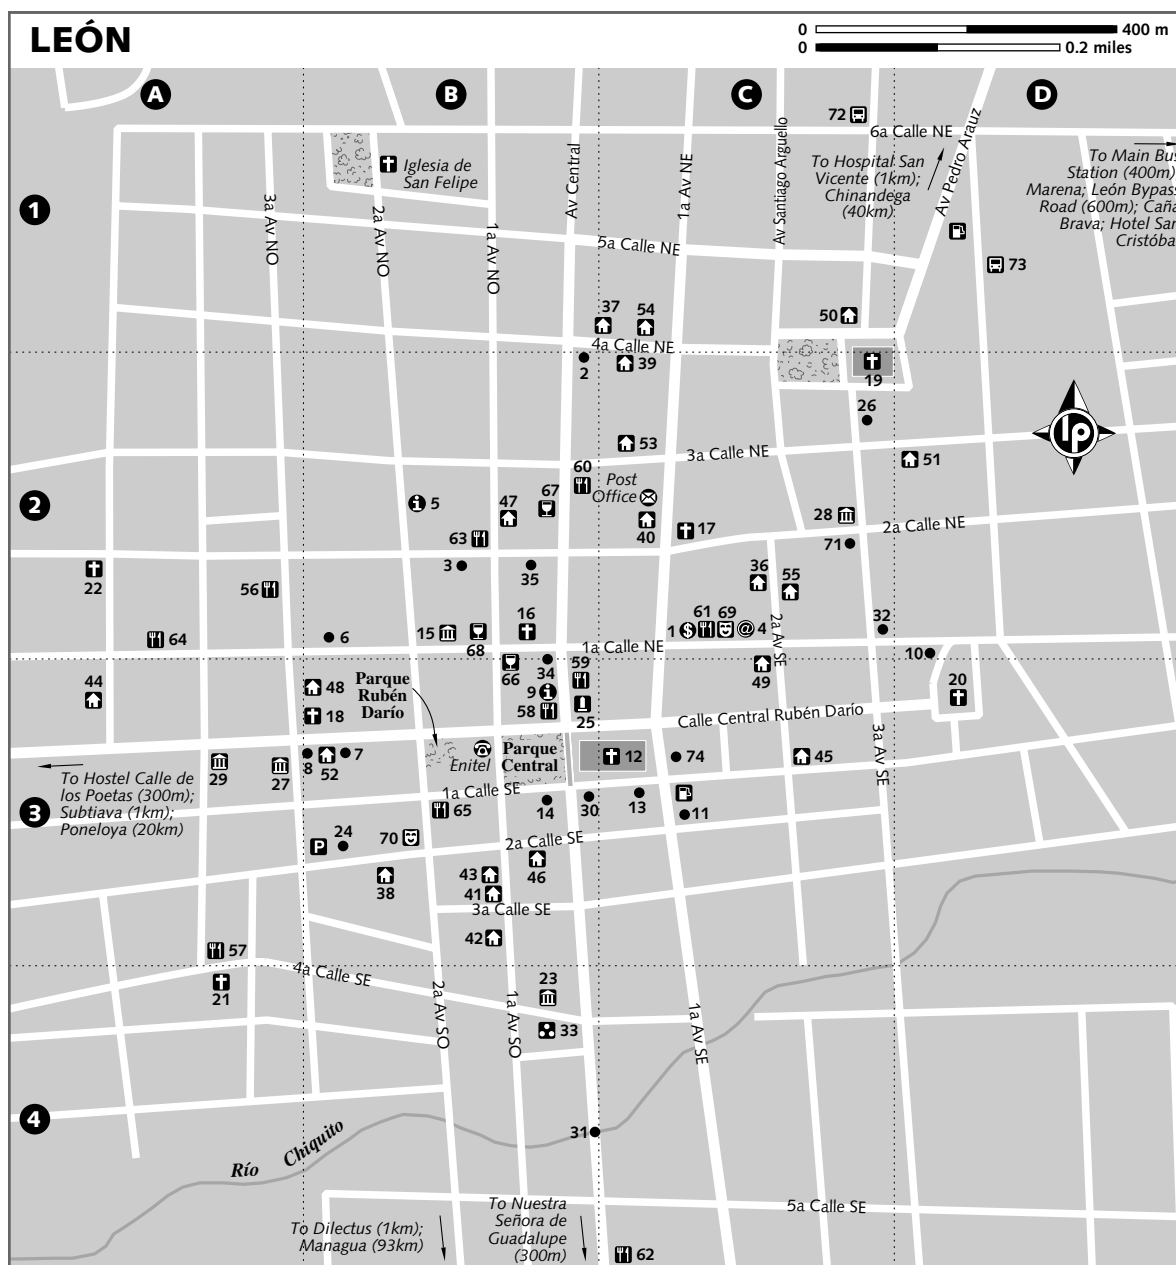 LEÓN
0 400 m
0 0.2 miles
A
B
C
D
72
6a Calle NE
Iglesia de
San Felipe
To Hospital San
Vicente (1km);
Chinandega
(40km)
Av Pedro Arauz
To Main Bus
Station (400m)
Marena; León Bypass
Road (600m); Caña
Brava; Hotel San
Cristóba
1
3a Av NO
2a Av NO
1a Av NO
Av Central
1a Av NE
Av Santiago Arguello
5a Calle NE
73
37
54
50
4a Calle NE
2
39
19
26
53
3a Calle NE
51
60
2
5
47
67
Post
Office
28
2a Calle NE
63
40
17
71
3
35
36
55
22
56
16
61
69
32
64
6
15
68
1
@
4
2a Av SE
1a Calle NE
10
66
34
59
49
44
48
Parque
Rubén
Darío
9
20
18
58
25
Calle Central Rubén Darío
29
27
8
52
7
Enitel
Parque
Central
12
74
45
3a Av SE
To Hostel Calle de
los Poetas (300m);
Subtiava (1km);
Poneloya (20km)
3
1a Calle SE
65
14
30
13
11
P
24
70
2a Calle SE
38
43
46
41
3a Calle SE
42
57
4a Calle SE
21
23
33
2a Av SO
1a Av SO
1a Av SE
4
31
Río Chiquito
5a Calle SE
To Dilectus (1km);
Managua (93km)
To Nuestra
Señora de
Guadalupe
(300m)
62
lp